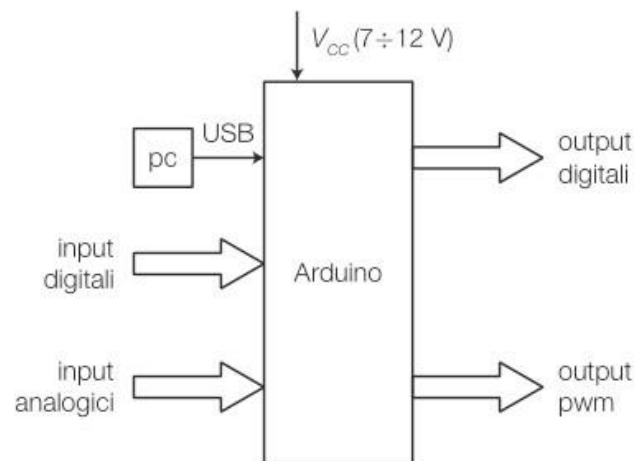 V_CC (7÷12 V)
USB
pc
output
digitali
input
digitali
Arduino
input
analogici
output
pwm